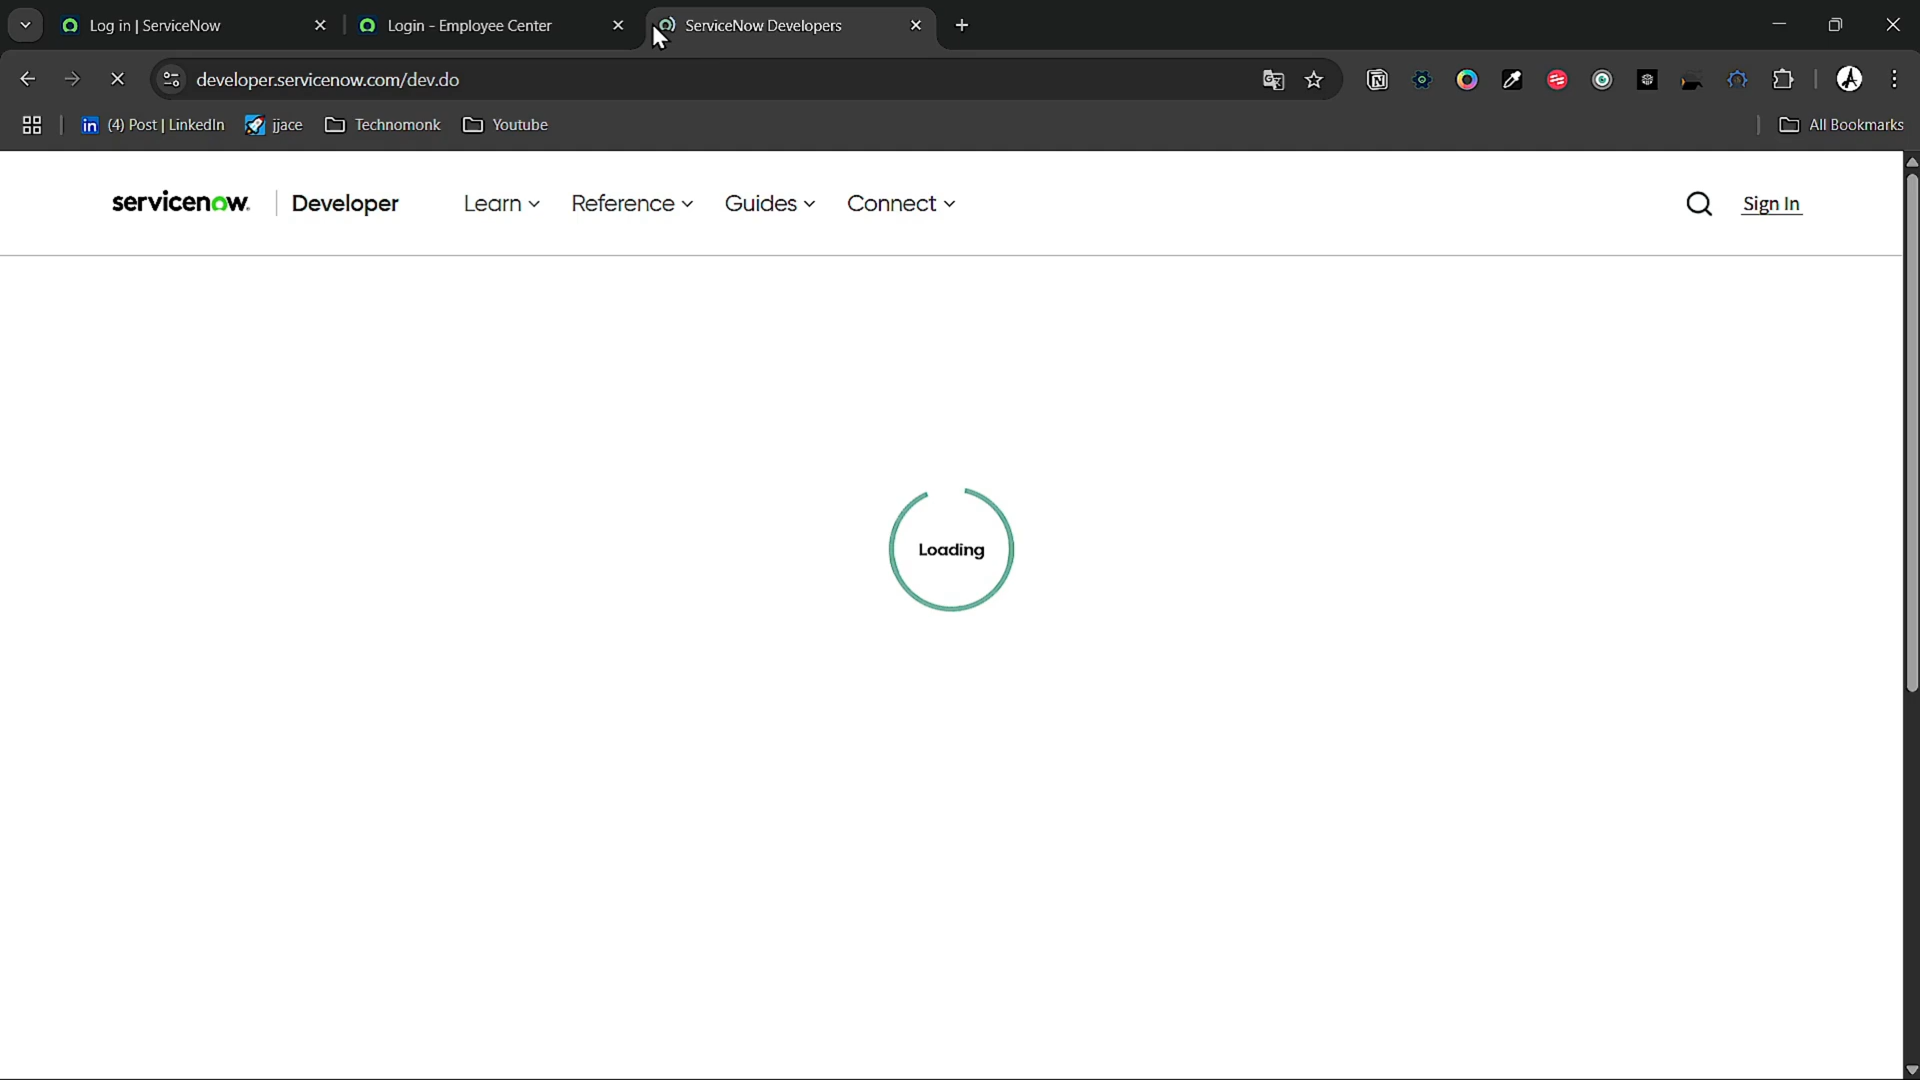 Log in | ServiceNow
Login - Employee Center
ServiceNow Developers
developer.servicenow.com/dev.do
in (4) Post | LinkedIn
jjace
Technomonk
Youtube
All Bookmarks
servicenow. Developer
Learn
Reference
Guides
Connect
Sign In
Loading